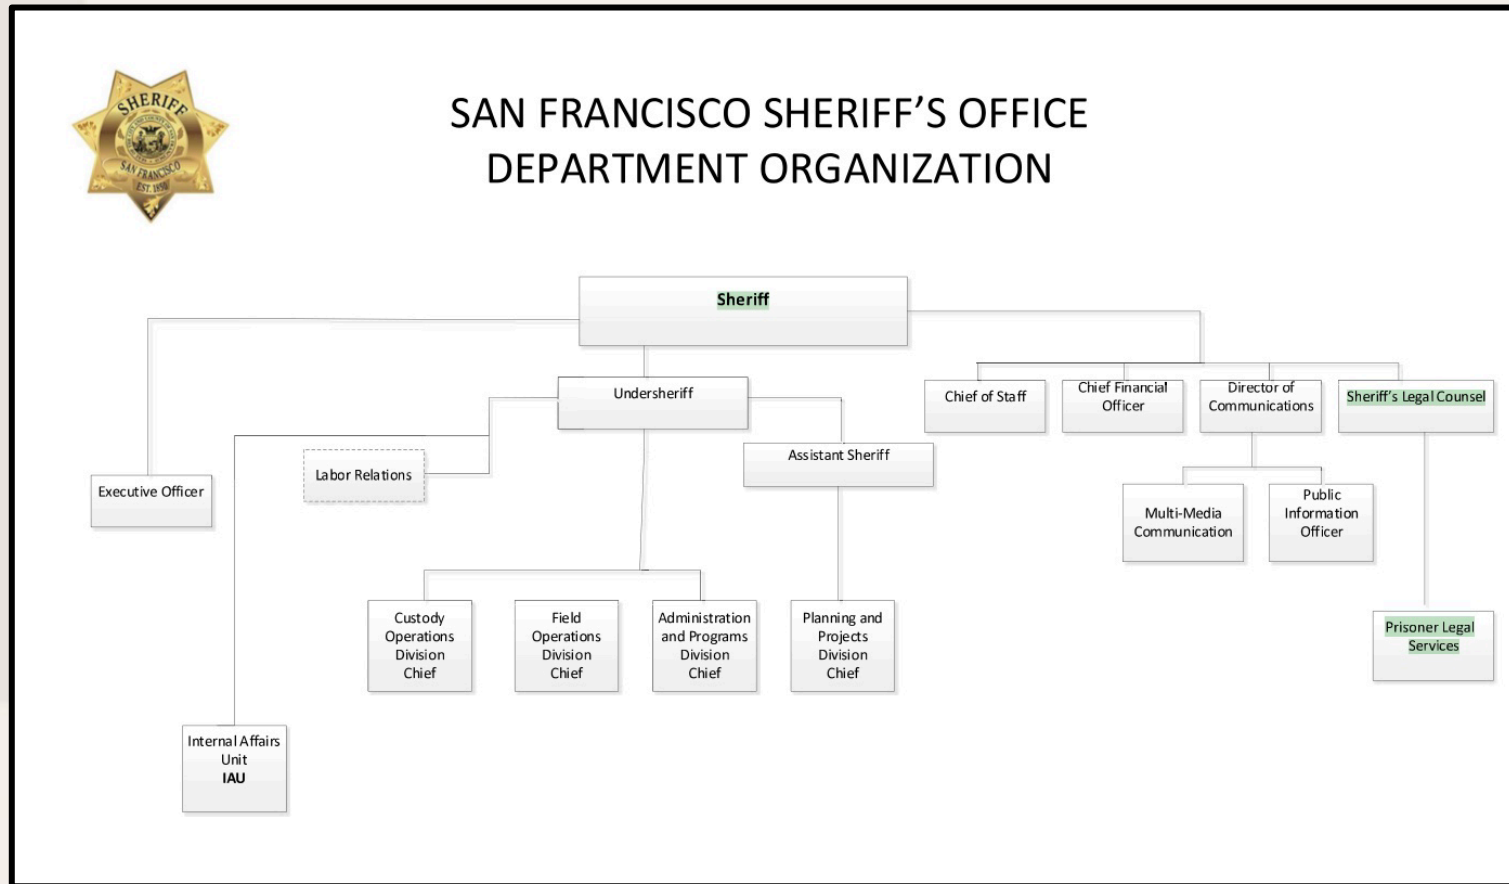 SHERIFF
SAN FRANCISCO
EST. 1850
SAN FRANCISCO SHERIFF'S OFFICE
DEPARTMENT ORGANIZATION
Sheriff
Undersheriff
Chief of Staff
Chief Financial
Officer
Director of
Communications
Sheriff's Legal Counsel
Labor Relations
Assistant Sheriff
Executive Officer
Multi-Media
Communication
Public
Information
Officer
Custody
Operations
Division
Chief
Field
Operations
Division
Chief
Administration
and Programs
Division
Chief
Planning and
Projects
Division
Chief
Prisoner Legal
Services
Internal Affairs
Unit
IAU